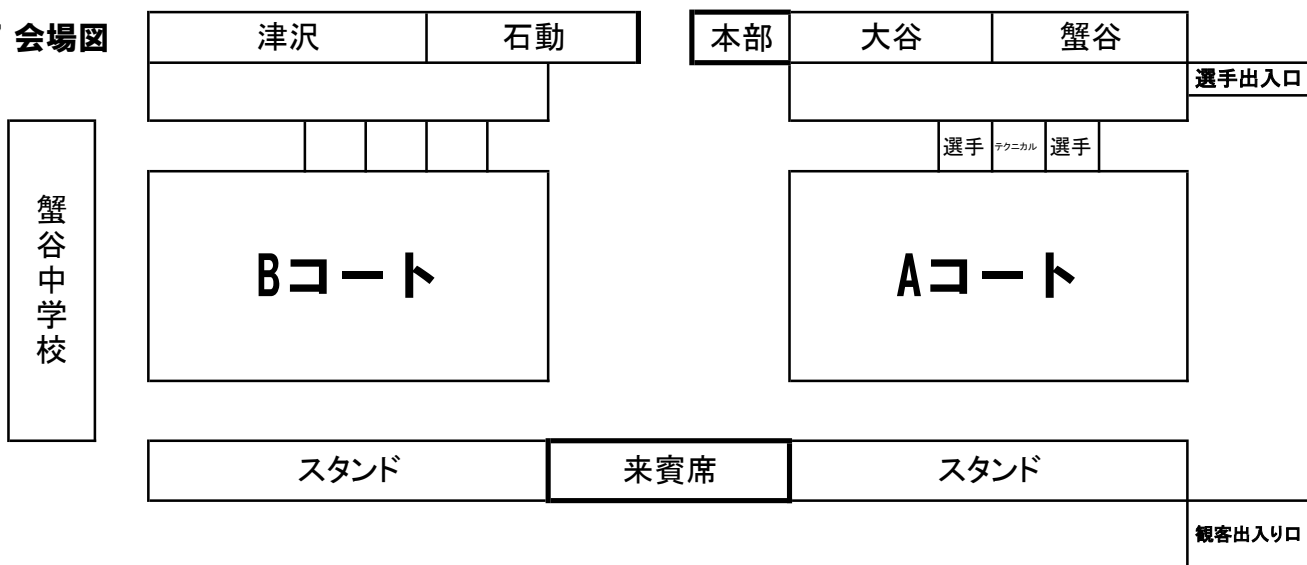 会場図
津沢 石動 本部 大谷 蟹谷
選手出入口
選手 テクニカル 選手
蟹谷中学校
Bコート Aコート
スタンド 来賓席 スタンド
観客出入り口